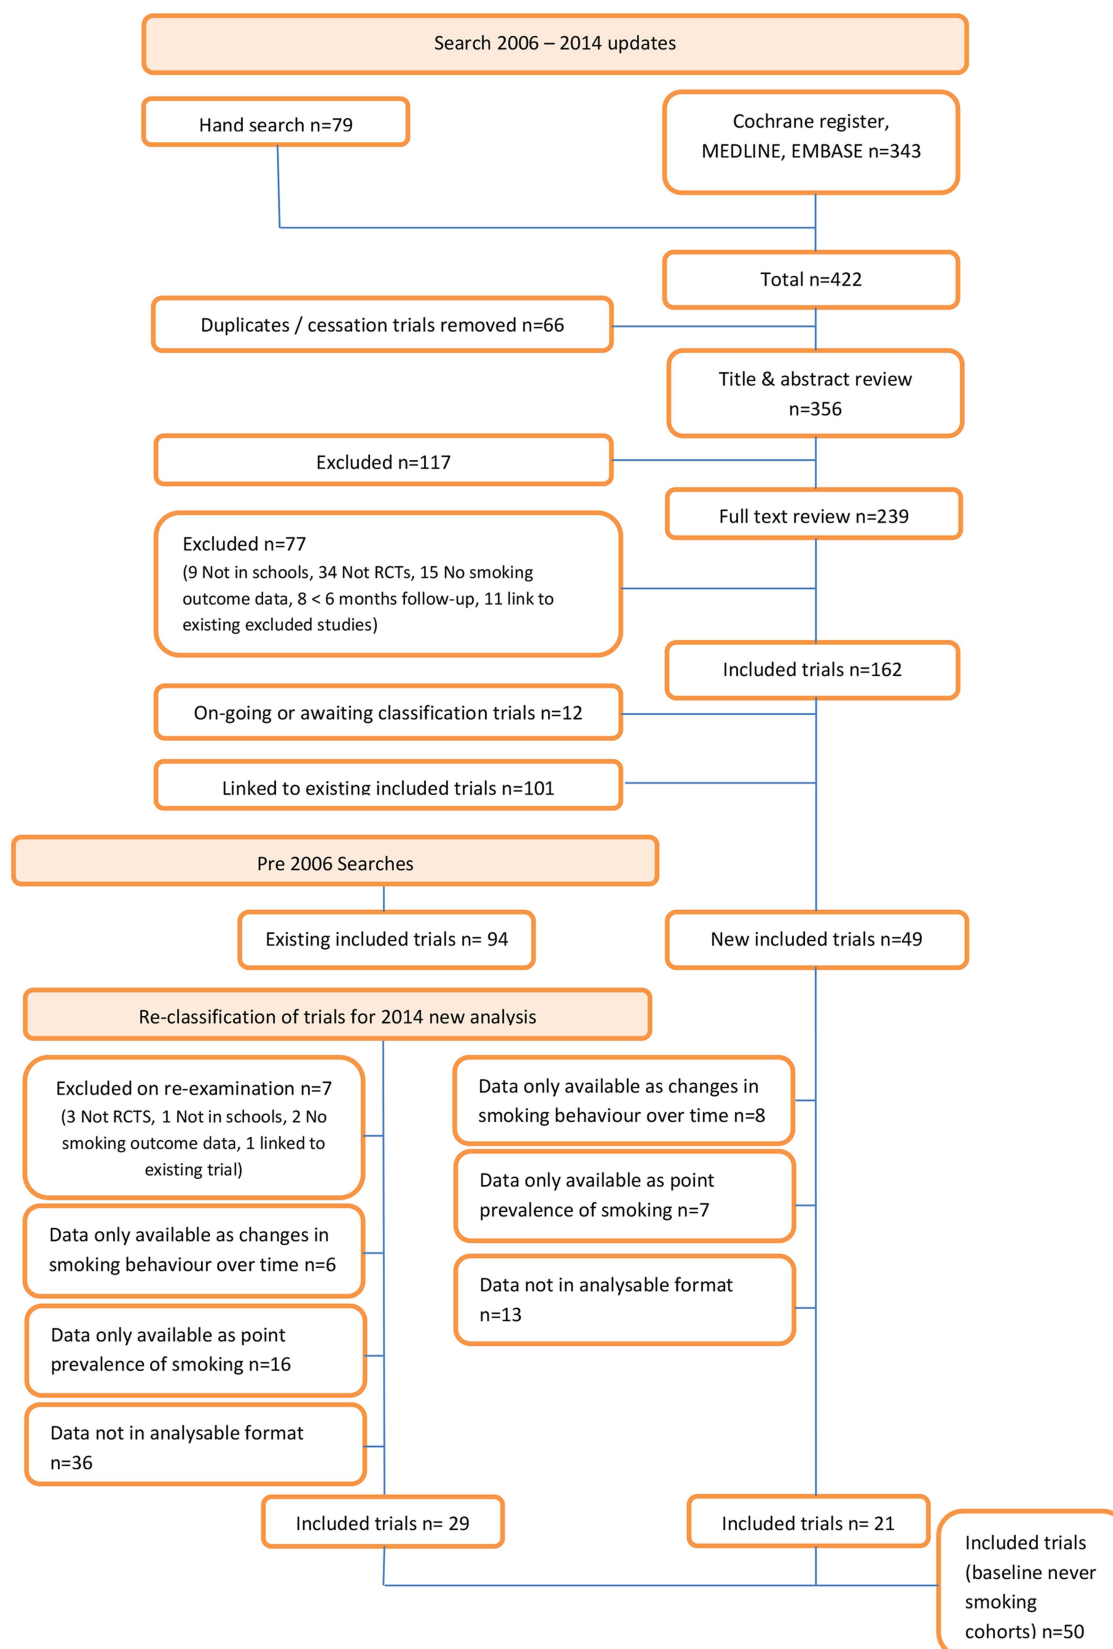 Search 2006 – 2014 updates
Hand search n=79
Cochrane register,
MEDLINE, EMBASE n=343
Total n=422
Duplicates / cessation trials removed n=66
Title & abstract review
n=356
Excluded n=117
Full text review n=239
Excluded n=77
(9 Not in schools, 34 Not RCTs, 15 No smoking
outcome data, 8 < 6 months follow-up, 11 link to
existing excluded studies)
Included trials n=162
On-going or awaiting classification trials n=12
Linked to existing included trials n=101
Pre 2006 Searches
Existing included trials n= 94
New included trials n=49
Re-classification of trials for 2014 new analysis
Excluded on re-examination n=7
(3 Not RCTS, 1 Not in schools, 2 No
smoking outcome data, 1 linked to
existing trial)
Data only available as changes in
smoking behaviour over time n=8
Data only available as point
prevalence of smoking n=7
Data only available as changes in
smoking behaviour over time n=6
Data not in analysable format
n=13
Data only available as point
prevalence of smoking n=16
Data not in analysable format
n=36
Included trials n= 29
Included trials n= 21
Included trials
(baseline never
smoking
cohorts) n=50